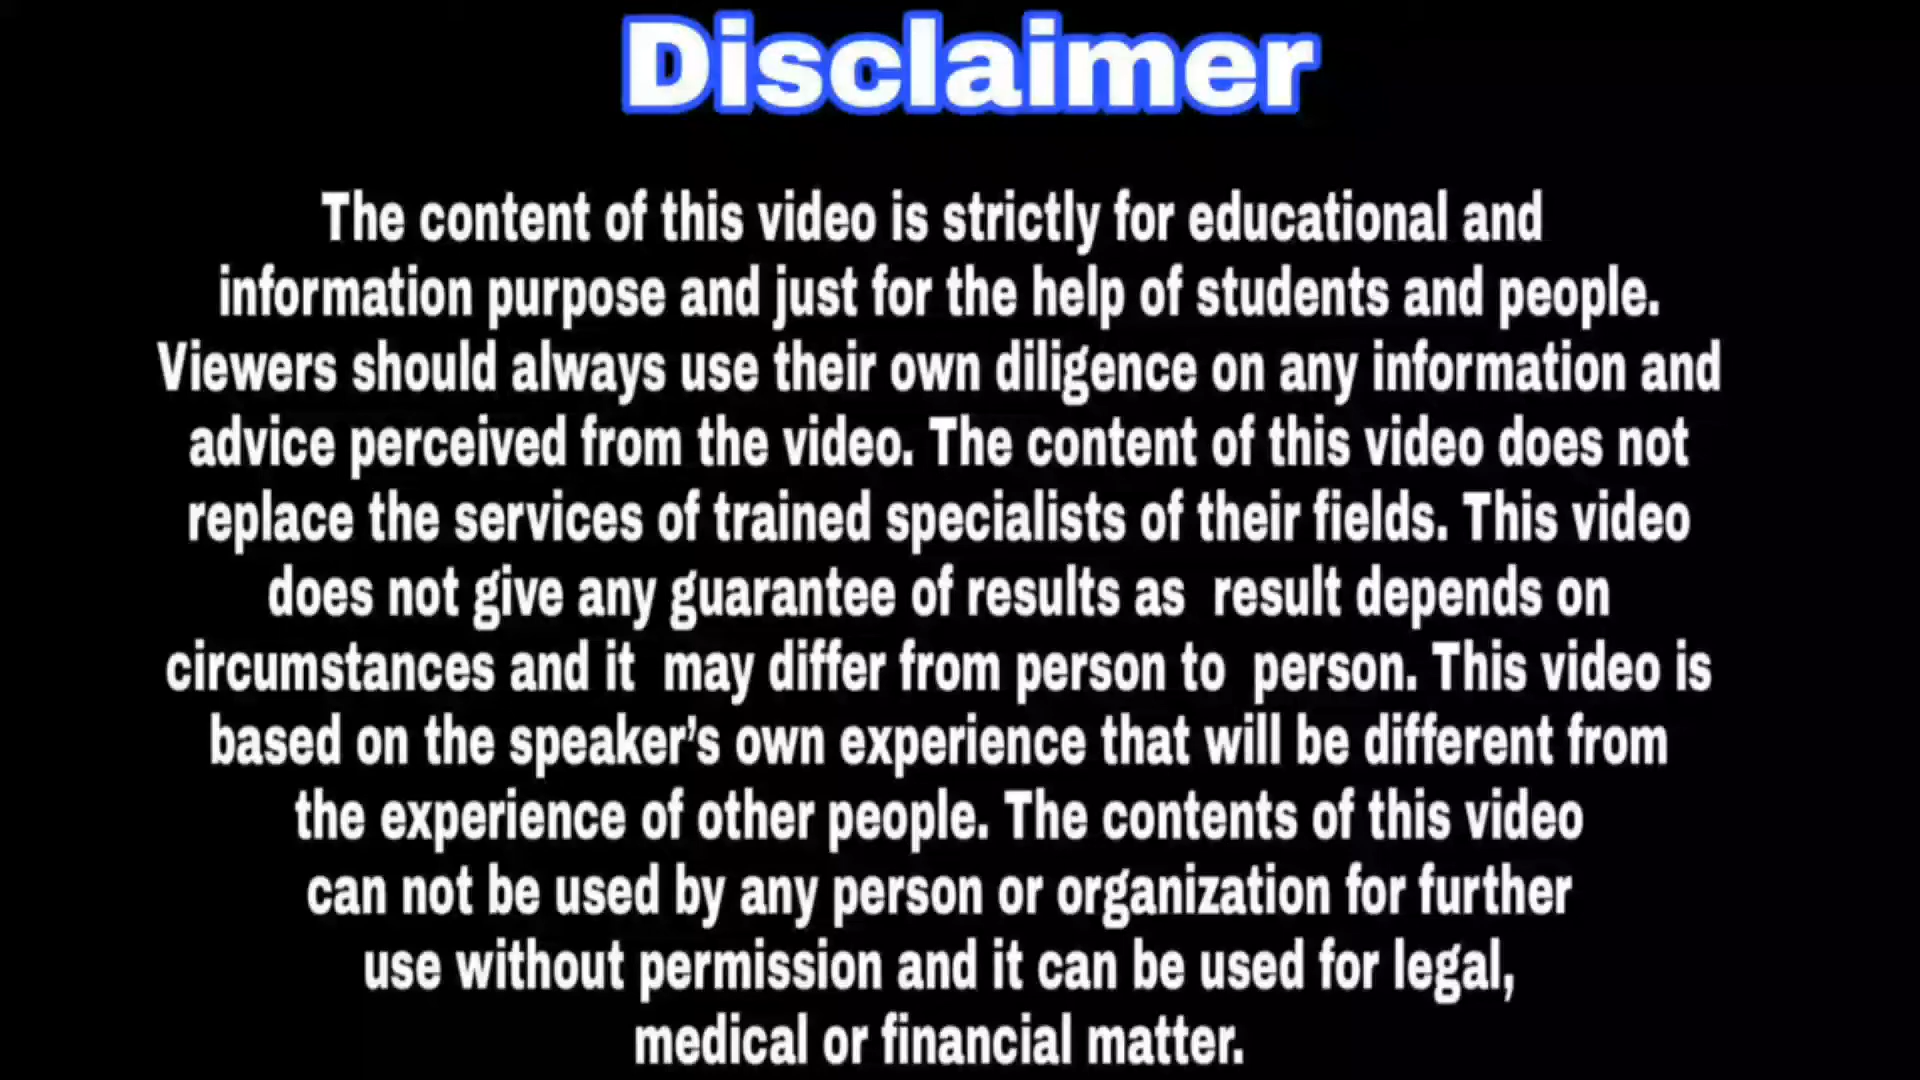 Disclaimer
The content of this video is strictly for educational and
information purpose and just for the help of students and people.
Viewers should always use their own diligence on any information and
advice perceived from the video. The content of this video does not
replace the services of trained specialists of their fields. This video
does not give any guarantee of results as  result depends on
circumstances and it  may differ from person to  person. This video is
based on the speaker's own experience that will be different from
the experience of other people. The contents of this video
can not be used by any person or organization for further
use without permission and it can be used for legal,
medical or financial matter.